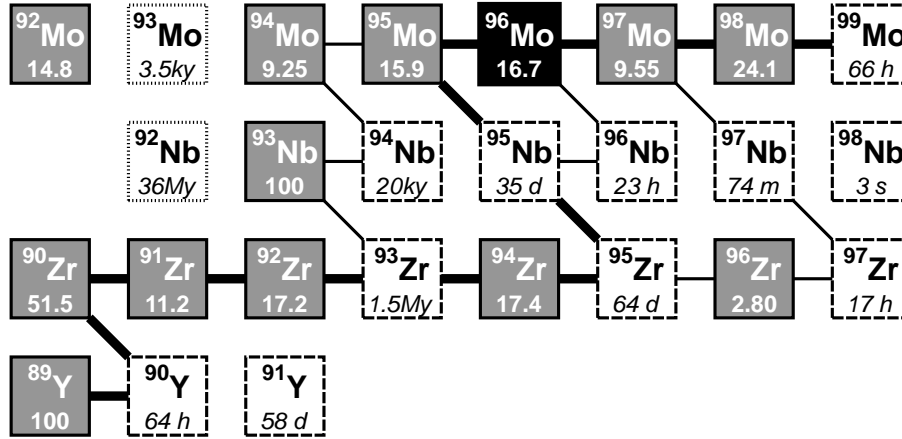 92Mo 93Mo 94Mo 95Mo 96Mo 97Mo 98Mo 99Mo
14.8 3.5ky 9.25 15.9 16.7 9.55 24.1 66 h
92Nb 93Nb 94Nb 95Nb 96Nb 97Nb 98Nb
36My 100 20ky 35 d 23 h 74 m 3 s
90Zr 91Zr 92Zr 93Zr 94Zr 95Zr 96Zr 97Zr
51.5 11.2 17.2 1.5My 17.4 64 d 2.80 17 h
89Y 90Y 91Y
100 64 h 58 d